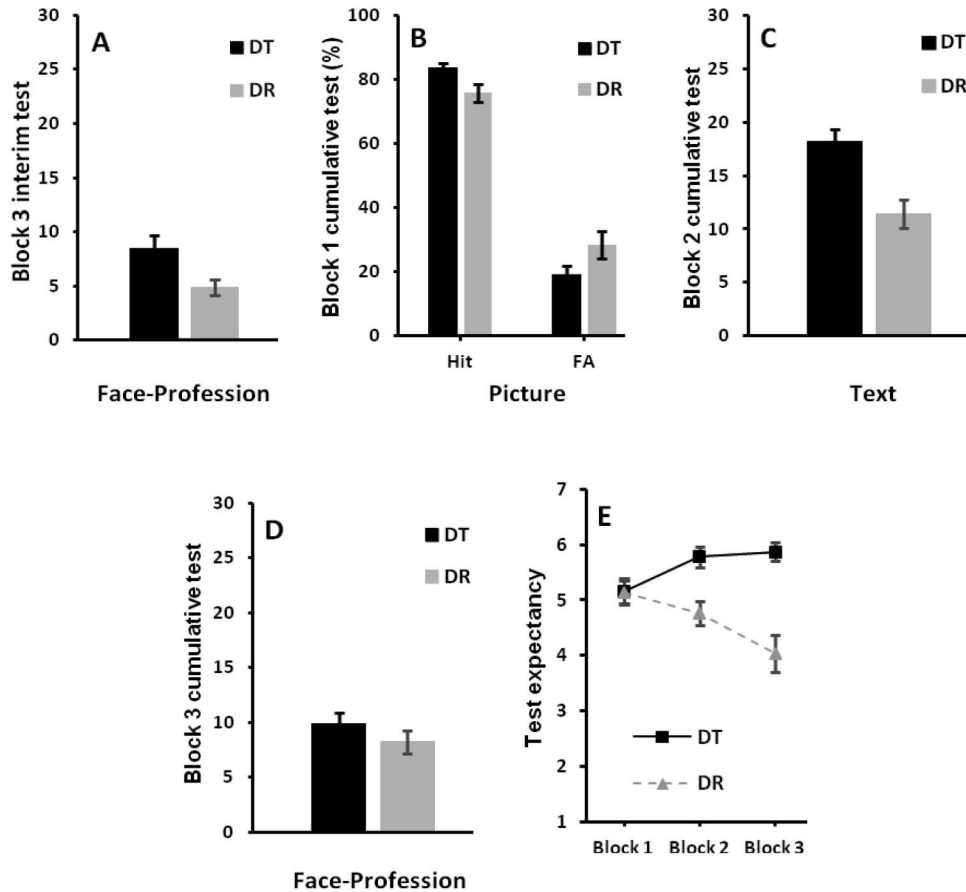 A
Block 3 interim test
30
25
20
15
10
5
0
DT
DR
Face-Profession
B
Block 1 cumulative test (%)
100
80
60
40
20
0
DT
DR
Hit
FA
Picture
C
Block 2 cumulative test
30
25
20
15
10
5
0
DT
DR
Text
D
Block 3 cumulative test
30
25
20
15
10
5
0
DT
DR
Face-Profession
E
Test expectancy
7
6
5
4
3
2
1
DT
DR
Block 1
Block 2
Block 3